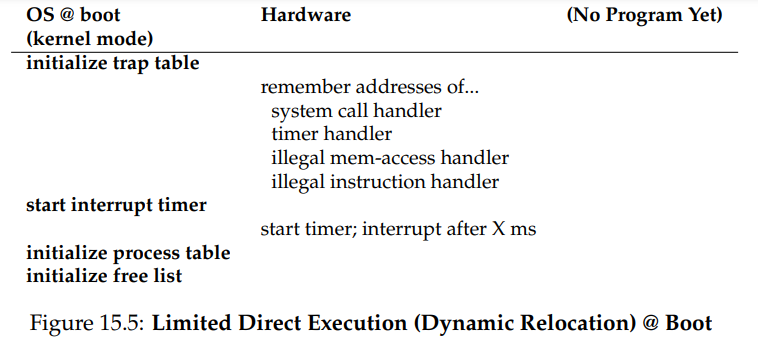 OS @ boot Hardware (No Program Yet)
(kernel mode)
initialize trap table
remember addresses of...
system call handler
timer handler
illegal mem-access handler
illegal instruction handler
start interrupt timer
start timer; interrupt after X ms
initialize process table
initialize free list
Figure 15.5: Limited Direct Execution (Dynamic Relocation) @ Boot